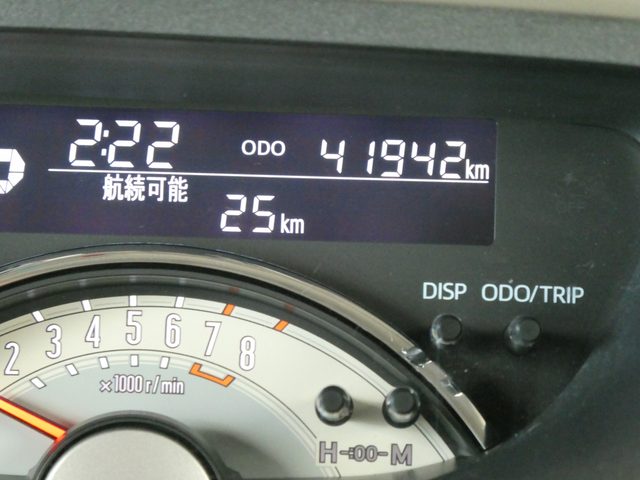 2:22 ODO 41942km
航続可能
25km
DISP ODO/TRIP
2 3 4 5 6 7 8
×1000r/min
H-:00-M